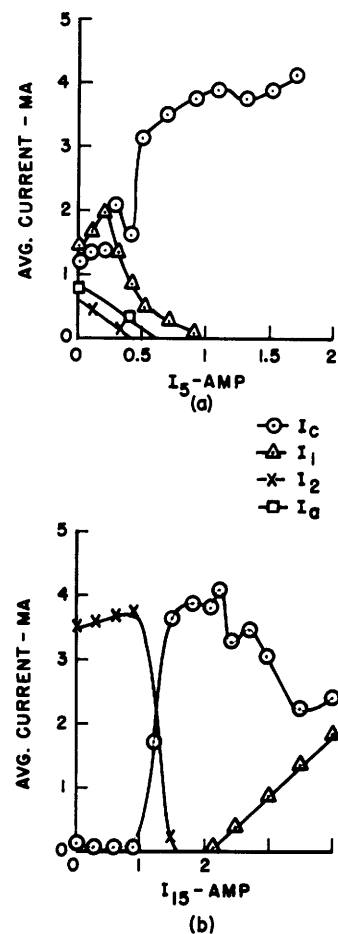 5
4
3
2
1
0
AVG. CURRENT - MA
0 0.5 1 1.5 2
I5-AMP
(a)
Ic
I1
I2
Ia
5
4
3
2
1
0
AVG. CURRENT - MA
0 1 2
I15-AMP
(b)